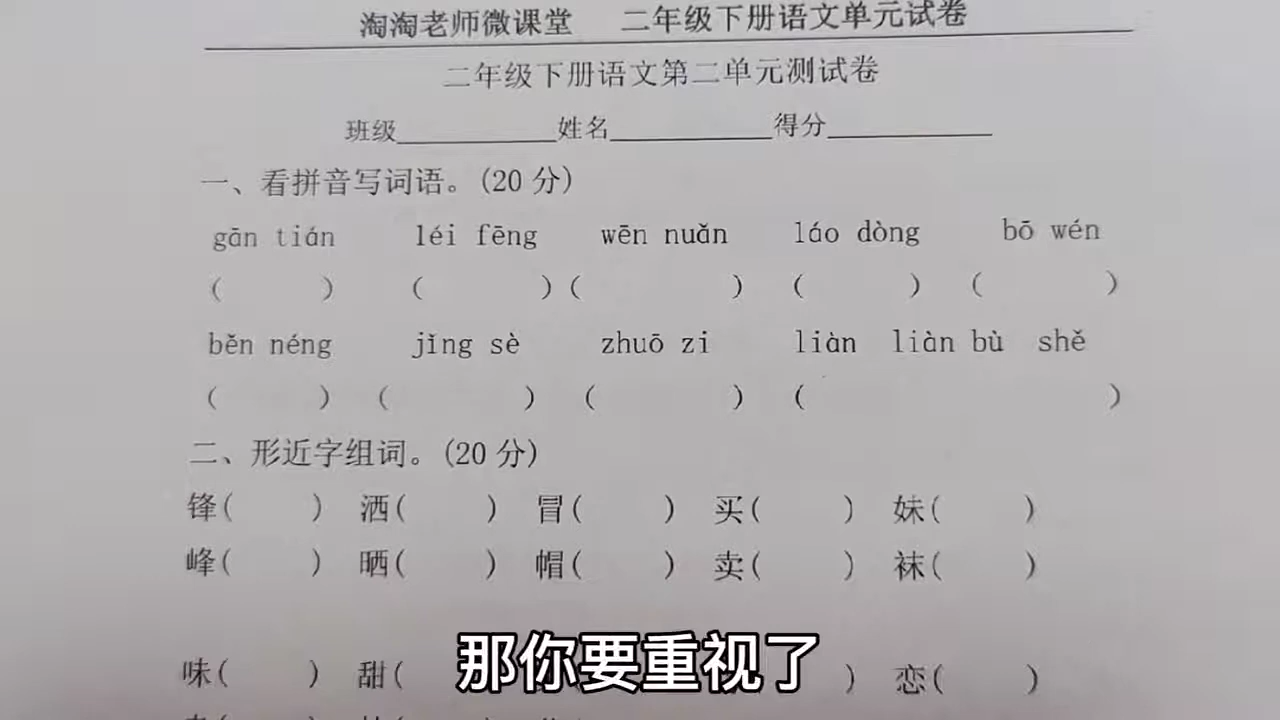 淘淘老师微课堂 二年级下册语文单元试卷
二年级下册语文第二单元测试卷
班级 姓名 得分
一、看拼音写词语。(20 分)
gān tián léi fēng wēn nuǎn láo dòng bō wén
( ) ( ) ( ) ( ) ( )
běn néng jǐng sè zhuō zi liàn liàn bù shě
( ) ( ) ( ) ( )
二、形近字组词。(20 分)
锋( ) 洒( ) 冒( ) 买( ) 妹( )
峰( ) 晒( ) 帽( ) 卖( ) 袜( )
味( ) 甜( ) 恋( )
那你要重视了